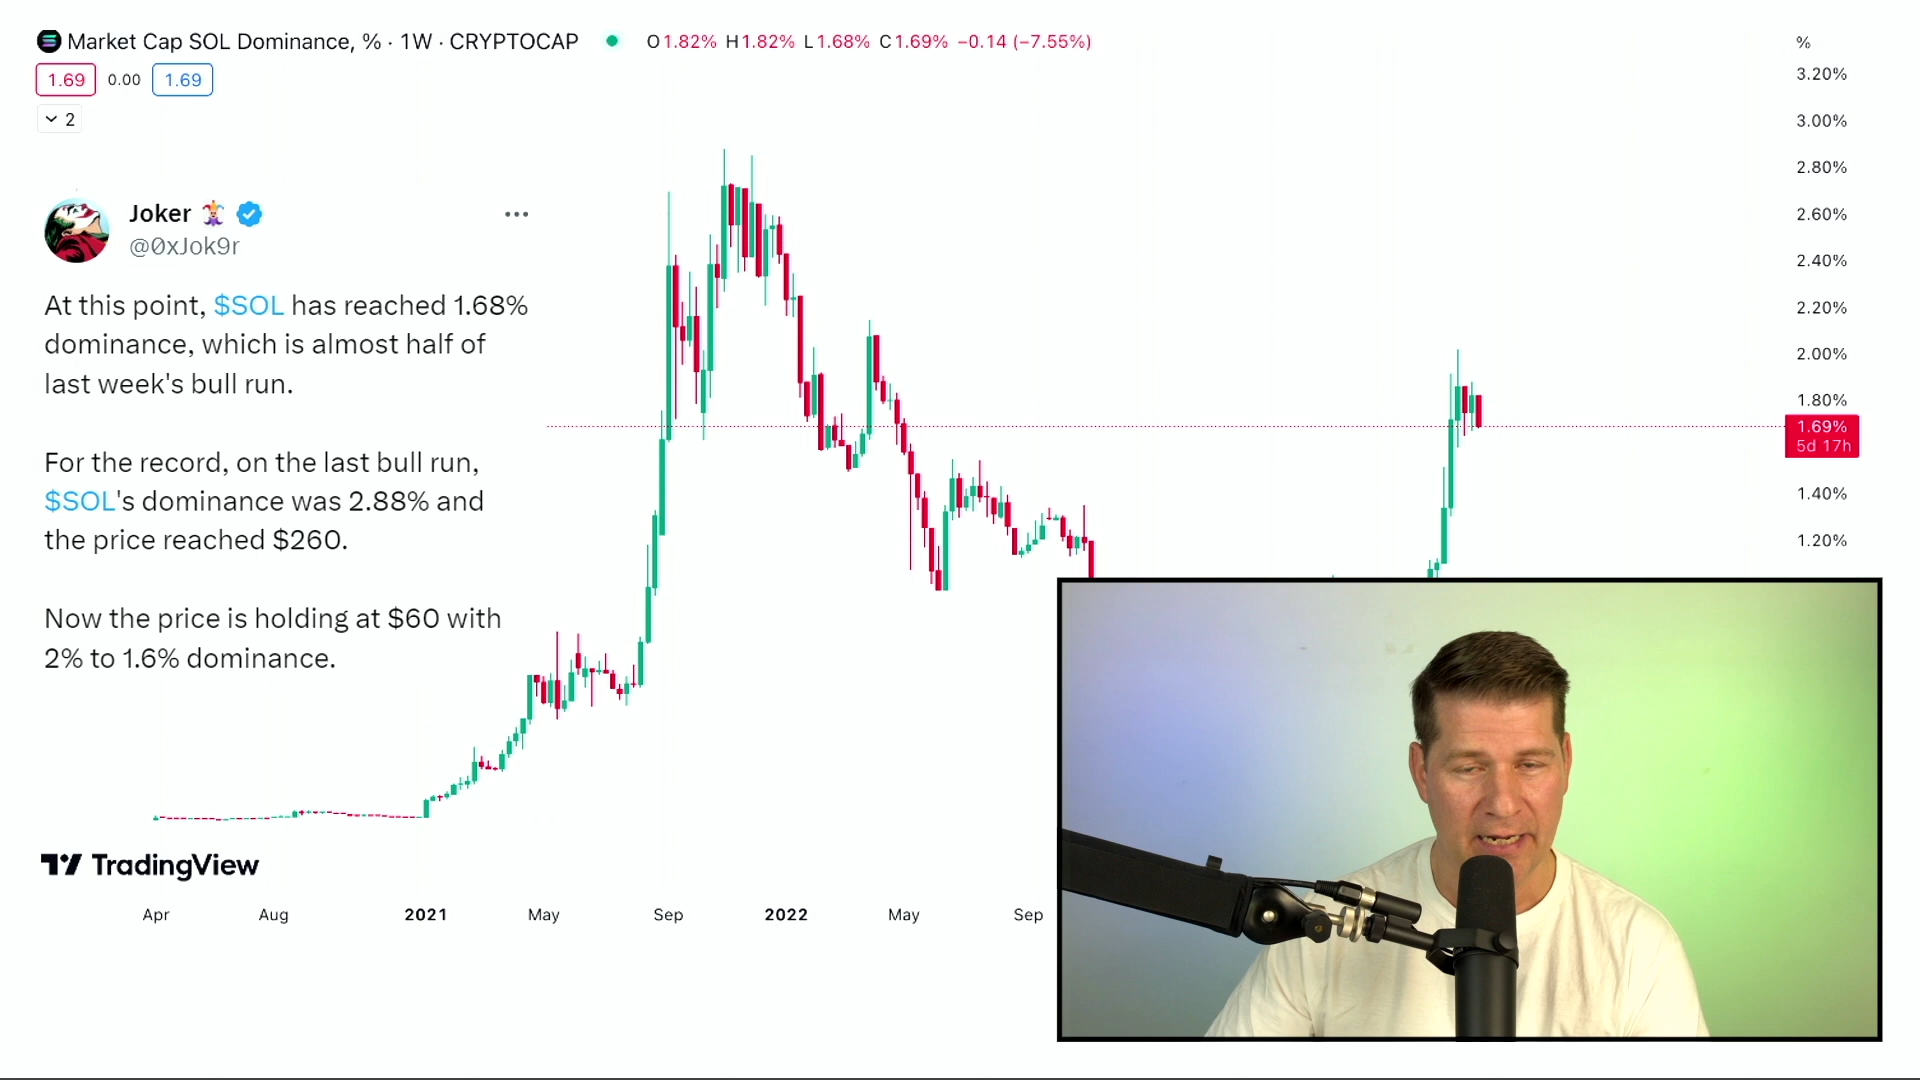 Market Cap SOL Dominance, % · 1W · CRYPTOCAP O1.82% H1.82% L1.68% C1.69% −0.14 (−7.55%)
1.69 0.00 1.69
2
Joker
@0xJok9r
At this point, $SOL has reached 1.68%
dominance, which is almost half of
last week's bull run.
For the record, on the last bull run,
$SOL's dominance was 2.88% and
the price reached $260.
Now the price is holding at $60 with
2% to 1.6% dominance.
%
3.20%
3.00%
2.80%
2.60%
2.40%
2.20%
2.00%
1.80%
1.69%
5d 17h
1.40%
1.20%
TradingView
Apr Aug 2021 May Sep 2022 May Sep